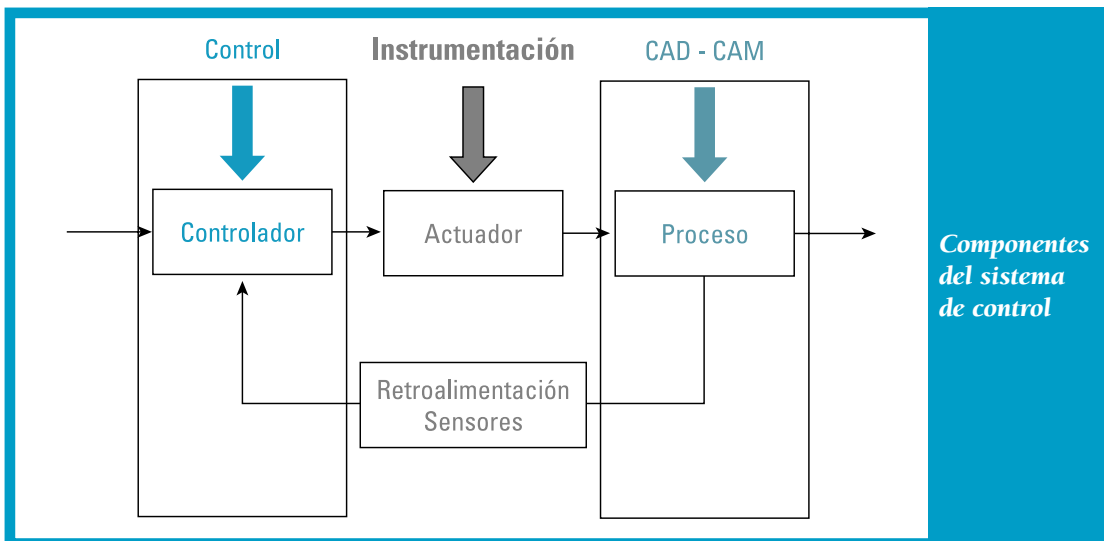 Control
Instrumentación
CAD - CAM
Controlador
Actuador
Proceso
Retroalimentación
Sensores
Componentes
del sistema
de control